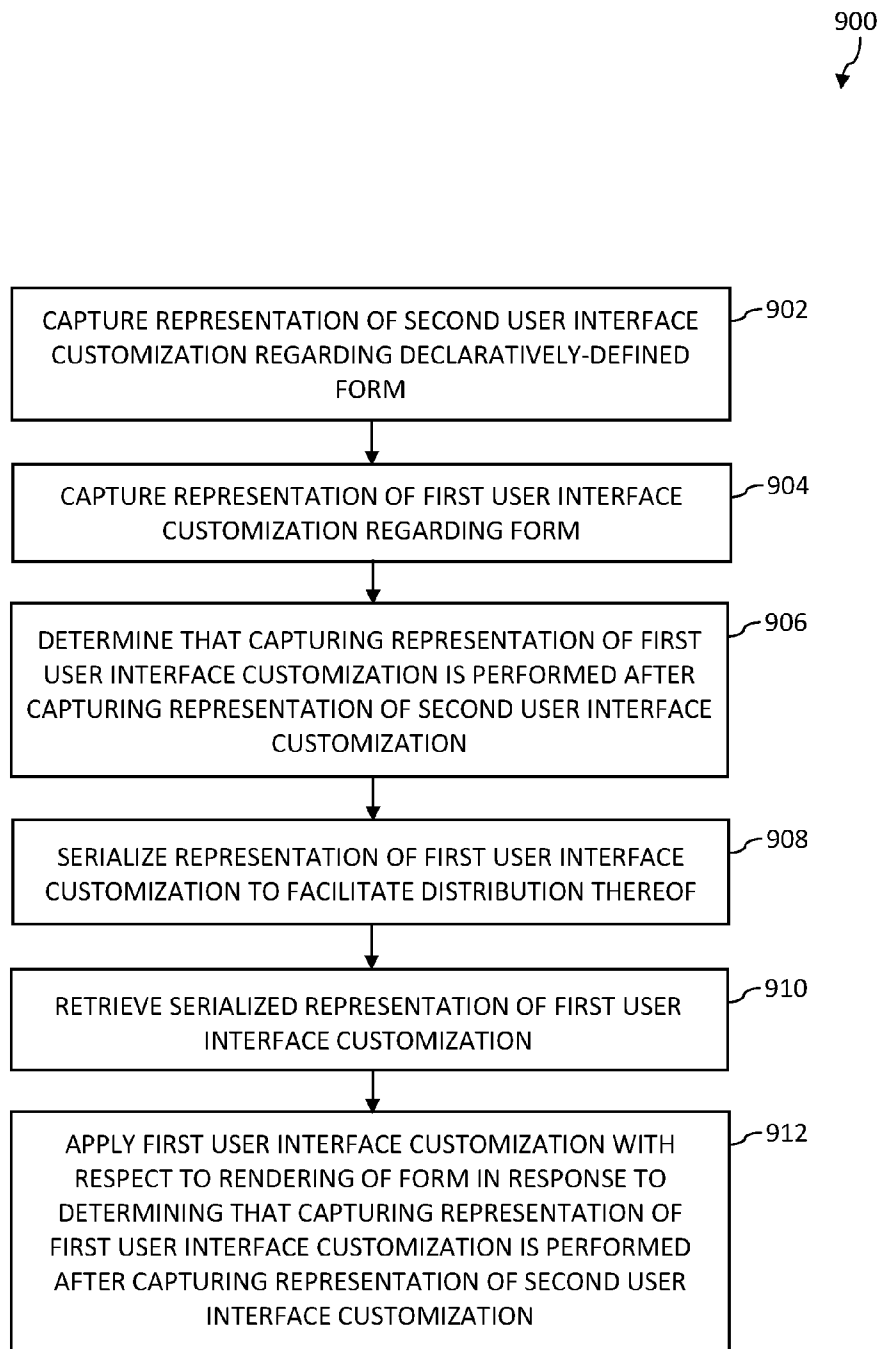 900
CAPTURE REPRESENTATION OF SECOND USER INTERFACE
CUSTOMIZATION REGARDING DECLARATIVELY-DEFINED
FORM
902
CAPTURE REPRESENTATION OF FIRST USER INTERFACE
CUSTOMIZATION REGARDING FORM
904
DETERMINE THAT CAPTURING REPRESENTATION OF FIRST
USER INTERFACE CUSTOMIZATION IS PERFORMED AFTER
CAPTURING REPRESENTATION OF SECOND USER INTERFACE
CUSTOMIZATION
906
SERIALIZE REPRESENTATION OF FIRST USER INTERFACE
CUSTOMIZATION TO FACILITATE DISTRIBUTION THEREOF
908
RETRIEVE SERIALIZED REPRESENTATION OF FIRST USER
INTERFACE CUSTOMIZATION
910
APPLY FIRST USER INTERFACE CUSTOMIZATION WITH
RESPECT TO RENDERING OF FORM IN RESPONSE TO
DETERMINING THAT CAPTURING REPRESENTATION OF
FIRST USER INTERFACE CUSTOMIZATION IS PERFORMED
AFTER CAPTURING REPRESENTATION OF SECOND USER
INTERFACE CUSTOMIZATION
912